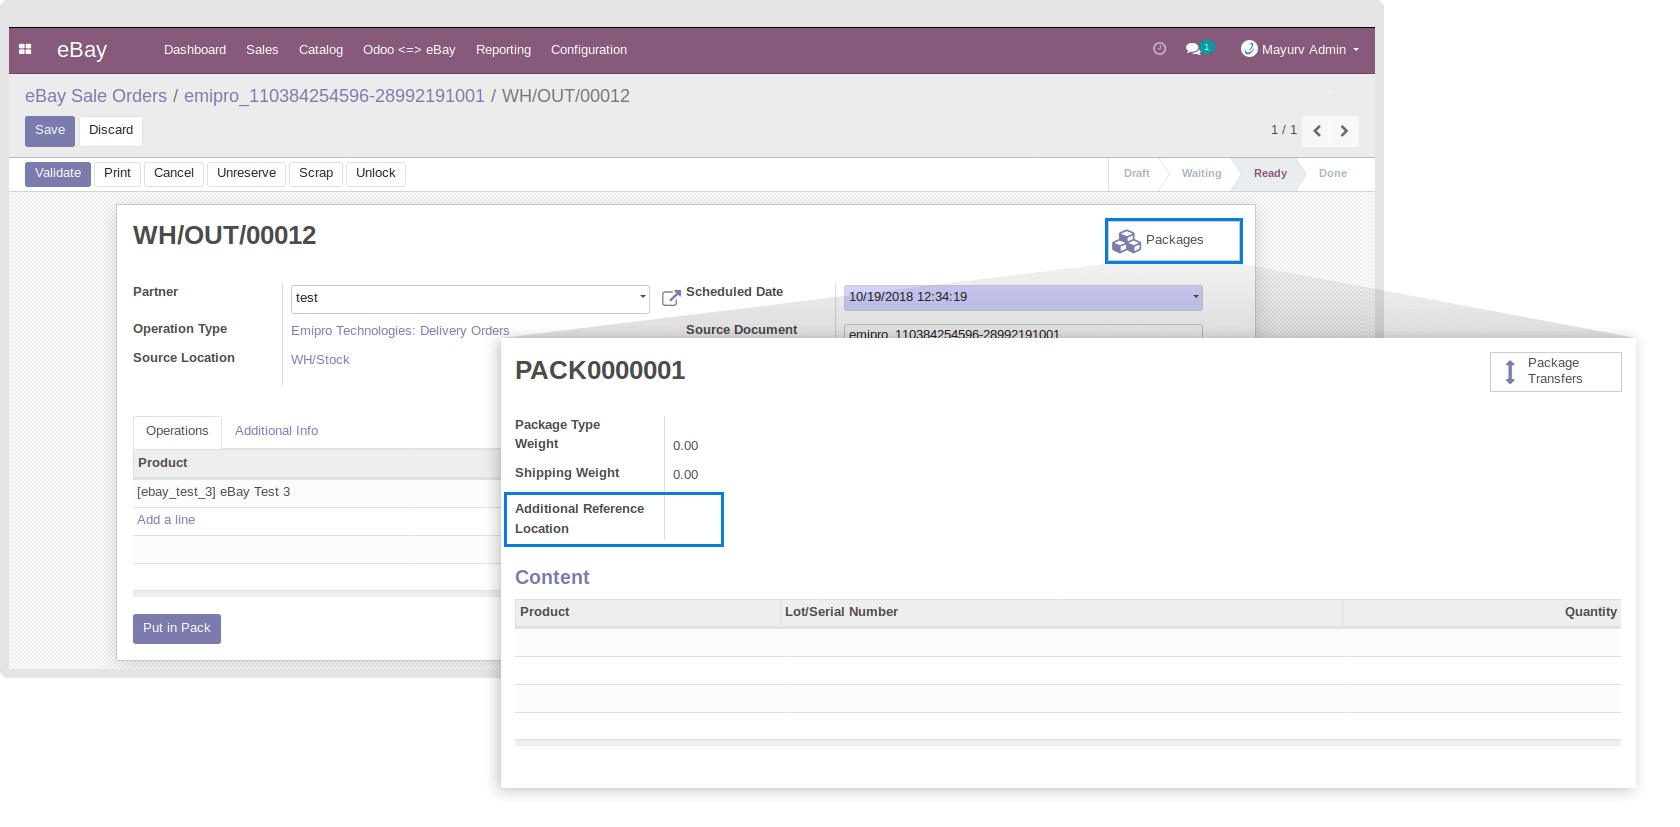 eBay Dashboard Sales Catalog Odoo <=> eBay Reporting Configuration 1 Mayurv Admin
eBay Sale Orders / emipro_110384254596-28992191001 / WH/OUT/00012
Save Discard 1 / 1
Validate Print Cancel Unreserve Scrap Unlock Draft Waiting Ready Done
WH/OUT/00012
Packages
Partner test Scheduled Date 10/19/2018 12:34:19
Operation Type Emipro Technologies: Delivery Orders Source Document emipro_110384254596-28992191001
Source Location WH/Stock
Operations Additional Info
Product
[ebay_test_3] eBay Test 3
Add a line
Put in Pack
PACK0000001
Package
Transfers
Package Type
Weight 0.00
Shipping Weight 0.00
Additional Reference
Location
Content
Product Lot/Serial Number Quantity